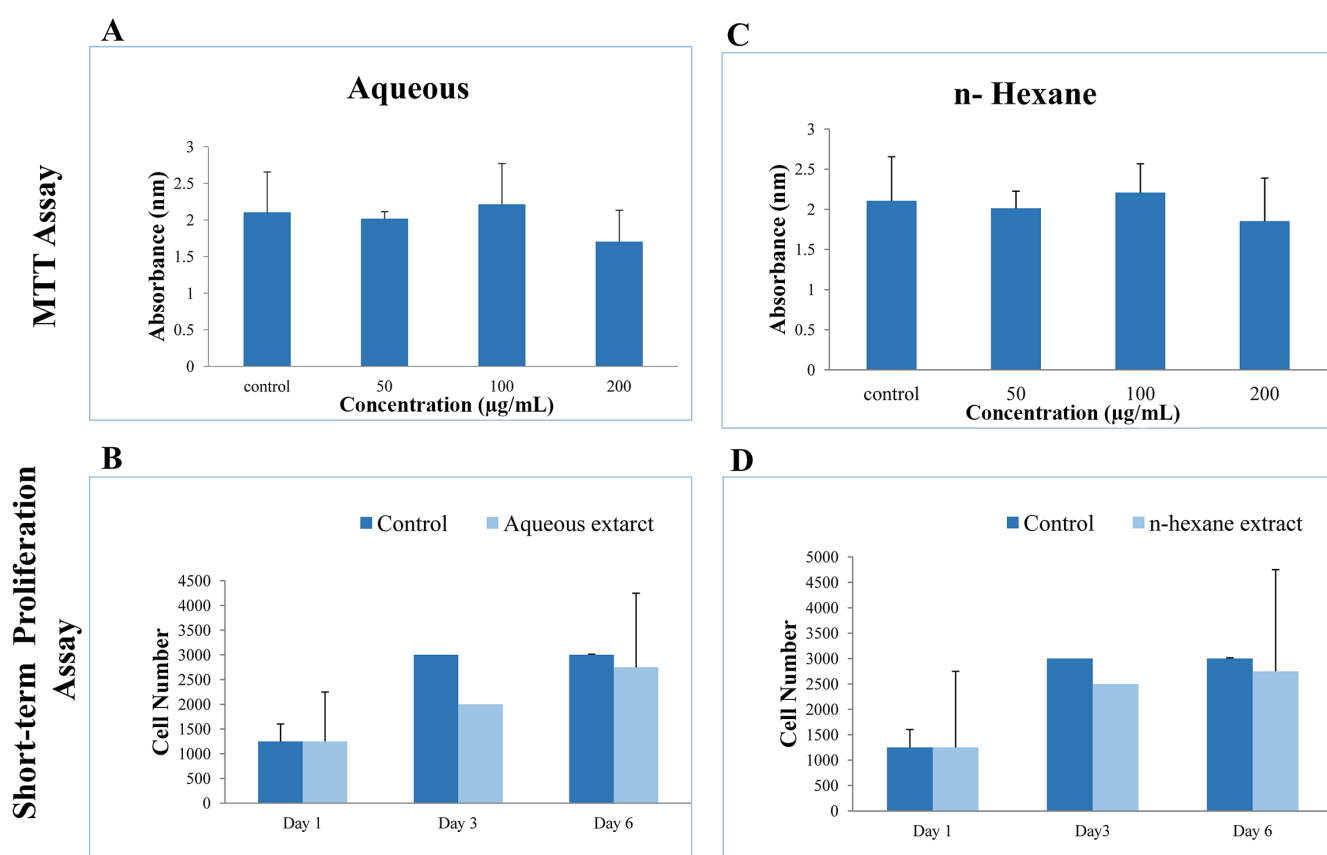 A
Aqueous
MTT Assay
Absorbance (nm)
3
2.5
2
1.5
1
0.5
0
control 50 100 200
Concentration (µg/mL)
C
n- Hexane
Absorbance (nm)
3
2.5
2
1.5
1
0.5
0
control 50 100 200
Concentration (µg/mL)
B
Short-term Proliferation
Assay
Control Aqueous extarct
Cell Number
4500
4000
3500
3000
2500
2000
1500
1000
500
0
Day 1 Day 3 Day 6
D
Control n-hexane extract
Cell Number
5000
4500
4000
3500
3000
2500
2000
1500
1000
500
0
Day 1 Day3 Day 6